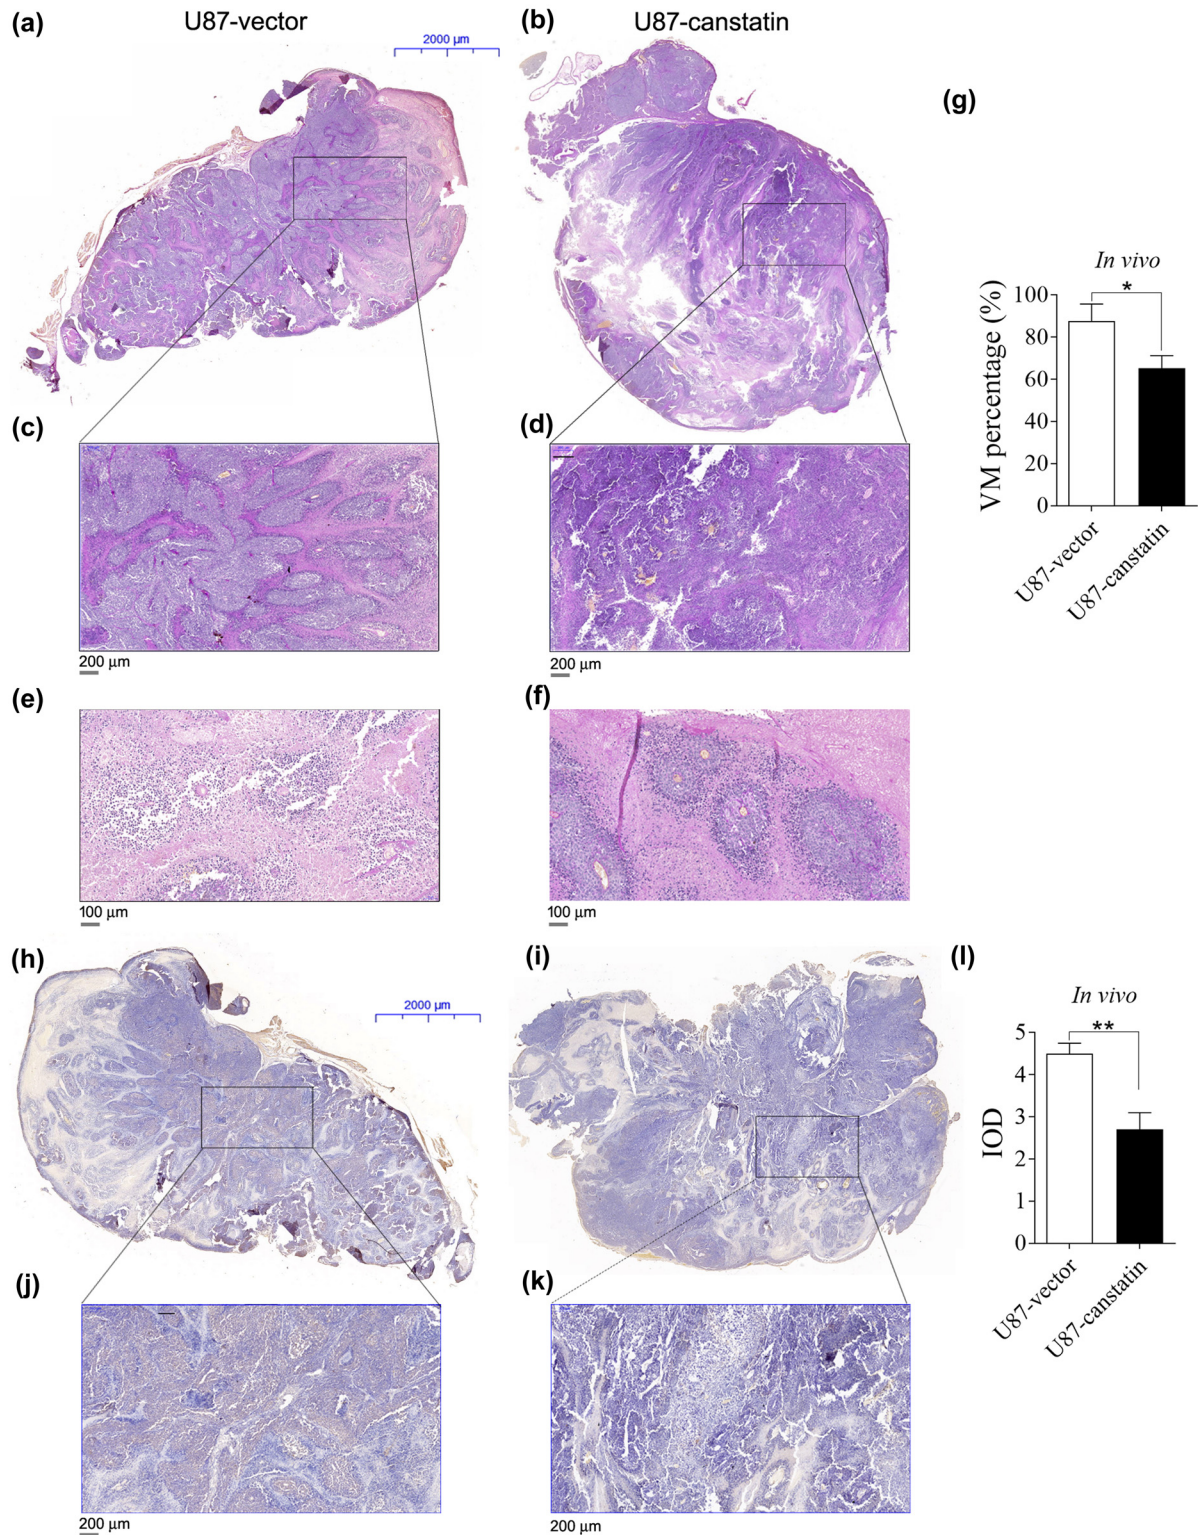 (a)
U87-vector
(b)
U87-canstatin
2000 µm
(g)
In vivo
*
VM percentage (%)
100
80
60
40
20
0
U87-vector
U87-canstatin
(c)
(d)
200 µm
200 µm
(e)
(f)
100 µm
100 µm
(h)
(i)
(l)
2000 µm
In vivo
**
IOD
5
4
3
2
1
0
U87-vector
U87-canstatin
(j)
(k)
200 µm
200 µm